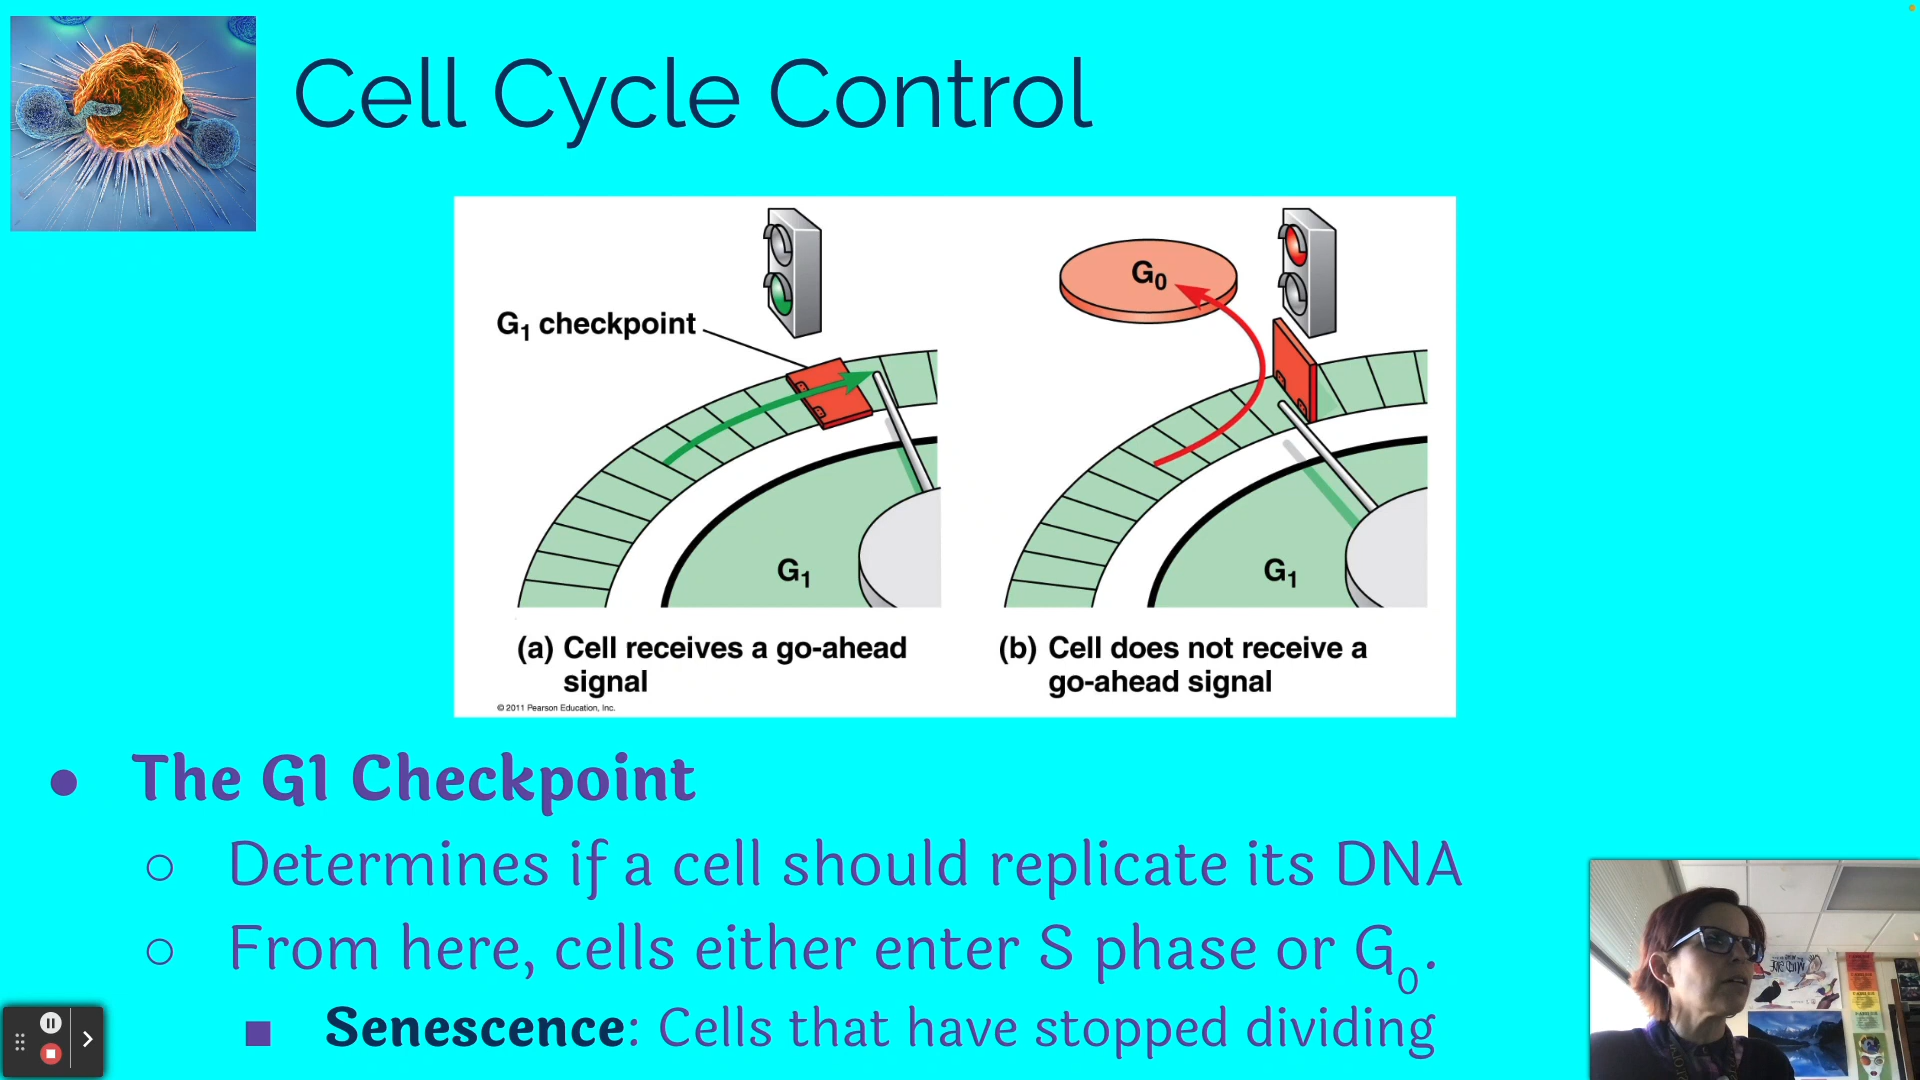 Cell Cycle Control
G1 checkpoint
G0
G1
G1
(a) Cell receives a go-ahead
signal
(b) Cell does not receive a
go-ahead signal
© 2011 Pearson Education, Inc.
● The G1 Checkpoint
○ Determines if a cell should replicate its DNA
○ From here, cells either enter S phase or G0.
■ Senescence: Cells that have stopped dividing